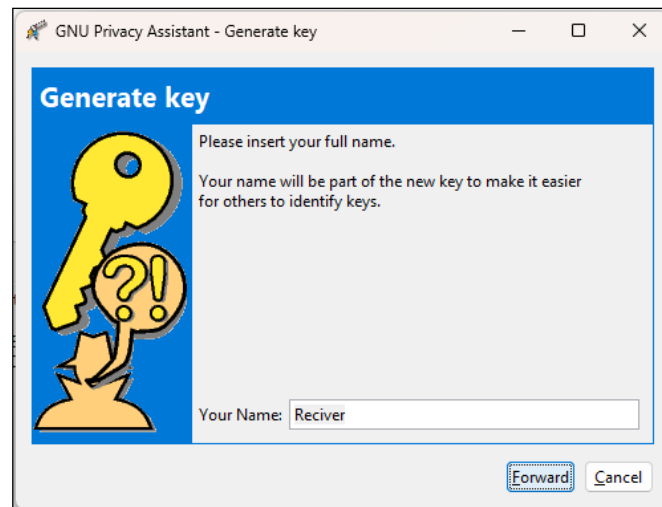 GNU Privacy Assistant - Generate key
Generate key
Please insert your full name.
Your name will be part of the new key to make it easier
for others to identify keys.
?!
Your Name: Reciver
Forward Cancel